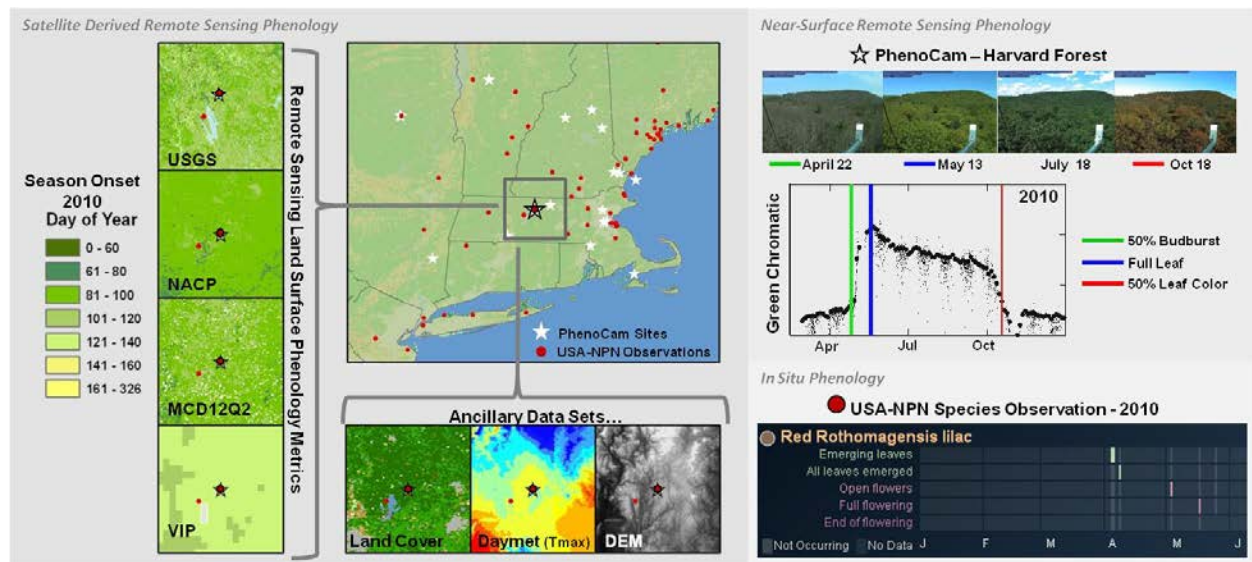 Satellite Derived Remote Sensing Phenology
USGS
NACP
MCD12Q2
VIP
Season Onset
2010
Day of Year
0 - 60
61 - 80
81 - 100
101 - 120
121 - 140
141 - 160
161 - 326
Remote Sensing Land Surface Phenology Metrics
PhenoCam Sites
USA-NPN Observations
Ancillary Data Sets…
Land Cover
Daymet (Tmax)
DEM
Near-Surface Remote Sensing Phenology
PhenoCam – Harvard Forest
April 22
May 13
July 18
Oct 18
2010
Green Chromatic
50% Budburst
Full Leaf
50% Leaf Color
Apr
Jul
Oct
In Situ Phenology
USA-NPN Species Observation - 2010
Red Rothomagensis lilac
Emerging leaves
All leaves emerged
Open flowers
Full flowering
End of flowering
Not Occurring
No Data
J F M A M J